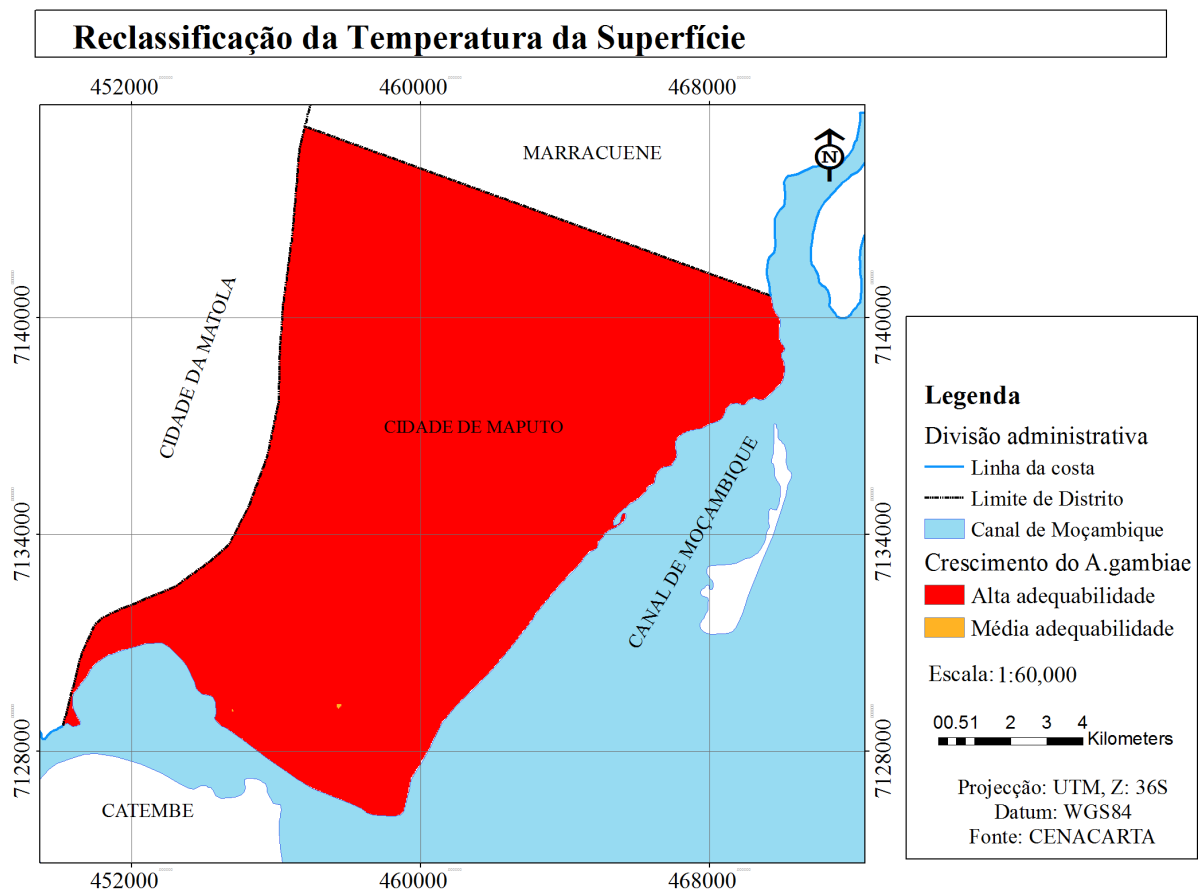 Reclassificação da Temperatura da Superfície
452000 460000 468000
MARRACUENE
N
7140000 7140000
CIDADE DA MATOLA
CIDADE DE MAPUTO
CANAL DE MOÇAMBIQUE
7134000 7134000
7128000 7128000
CATEMBE
452000 460000 468000
Legenda
Divisão administrativa
Linha da costa
Limite de Distrito
Canal de Moçambique
Crescimento do A.gambiae
Alta adequabilidade
Média adequabilidade
Escala: 1:60,000
00.51 2 3 4
Kilometers
Projecção: UTM, Z: 36S
Datum: WGS84
Fonte: CENACARTA